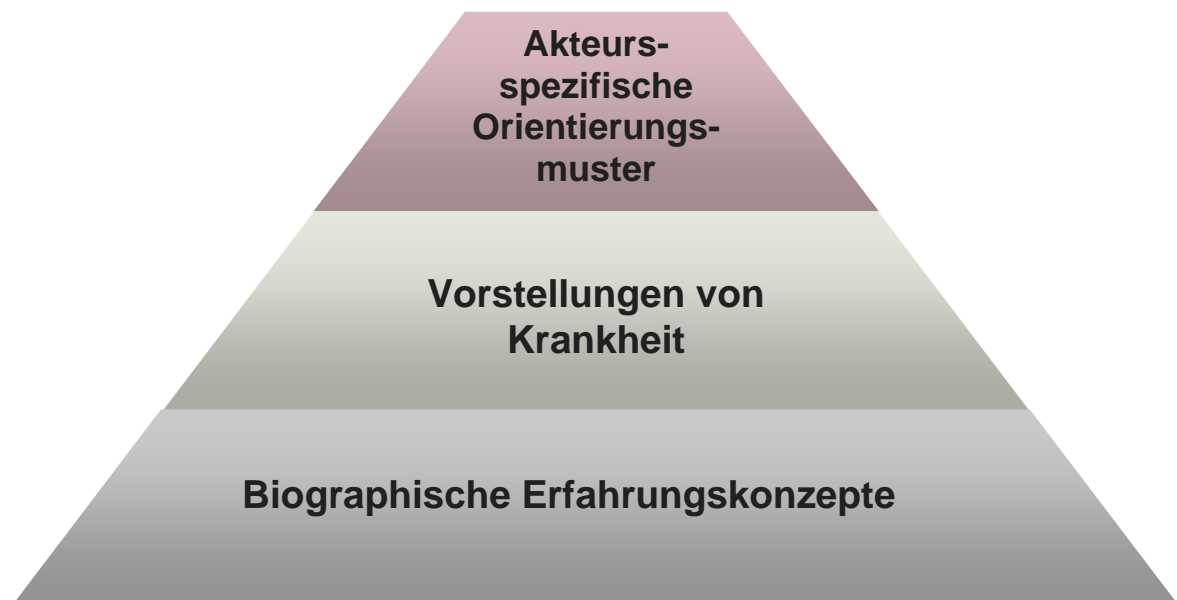 Akteurs-
spezifische
Orientierungs-
muster
Vorstellungen von
Krankheit
Biographische Erfahrungskonzepte